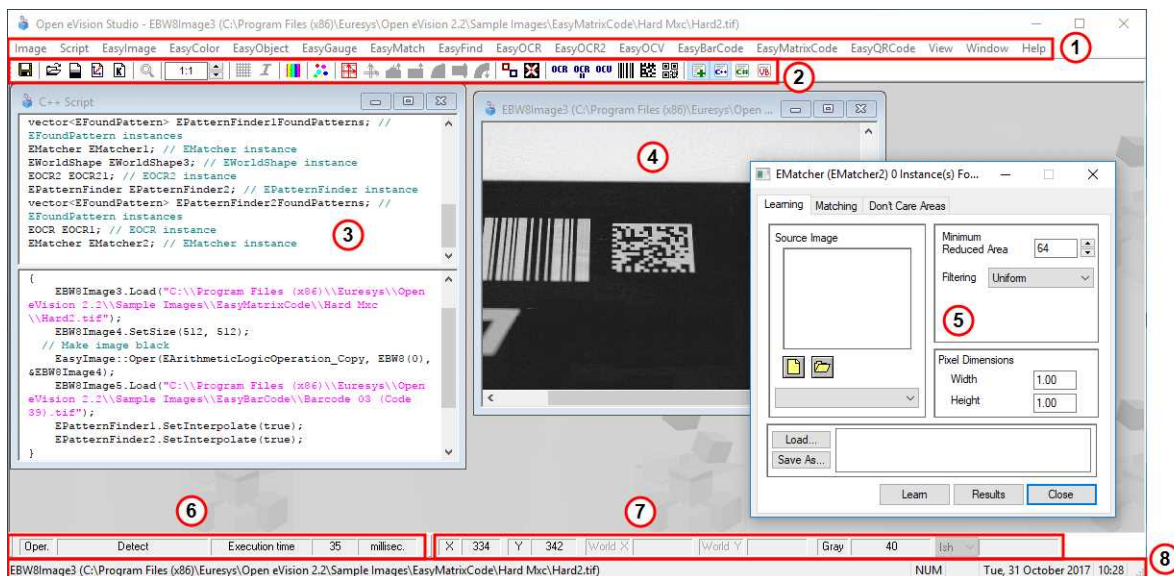 Open eVision Studio - EBW8Image3 (C:\Program Files (x86)\Euresys\Open eVision 2.2\Sample Images\EasyMatrixCode\Hard Mxc\Hard2.tif)
Image Script EasyImage EasyColor EasyObject EasyGauge EasyMatch EasyFind EasyOCR EasyOCR2 EasyOCV EasyBarCode EasyMatrixCode EasyQRCode View Window Help
1
1:1
OCR OCR II OCV C++ C# VB
2
C++ Script
vector<EFoundPattern> EPatternFinder1FoundPatterns; //
EFoundPattern instances
EMatcher EMatcher1; // EMatcher instance
EWorldShape EWorldShape3; // EWorldShape instance
EOCR2 EOCR21; // EOCR2 instance
EPatternFinder EPatternFinder2; // EPatternFinder instance
vector<EFoundPattern> EPatternFinder2FoundPatterns; //
EFoundPattern instances
EOCR EOCR1; // EOCR instance
EMatcher EMatcher2; // EMatcher instance
3
{
EBW8Image3.Load("C:\\Program Files (x86)\\Euresys\\Open
eVision 2.2\\Sample Images\\EasyMatrixCode\\Hard Mxc
\\Hard2.tif");
EBW8Image4.SetSize(512, 512);
// Make image black
EasyImage::Oper(EArithmeticLogicOperation_Copy, EBW8(0),
&EBW8Image4);
EBW8Image5.Load("C:\\Program Files (x86)\\Euresys\\Open
eVision 2.2\\Sample Images\\EasyBarCode\\Barcode 03 (Code
39).tif");
EPatternFinder1.SetInterpolate(true);
EPatternFinder2.SetInterpolate(true);
}
EBW8Image3 (C:\Program Files (x86)\Euresys\Open ...
4
EMatcher (EMatcher2) 0 Instance(s) Fo...
Learning Matching Don't Care Areas
Source Image
Minimum
Reduced Area 64
Filtering Uniform
5
Pixel Dimensions
Width 1.00
Height 1.00
Load...
Save As...
Learn Results Close
6
7
Oper. Detect Execution time 35 millisec.
X 334 Y 342 World X World Y Gray 40 lsh
8
EBW8Image3 (C:\Program Files (x86)\Euresys\Open eVision 2.2\Sample Images\EasyMatrixCode\Hard Mxc\Hard2.tif)
NUM Tue, 31 October 2017 10:28